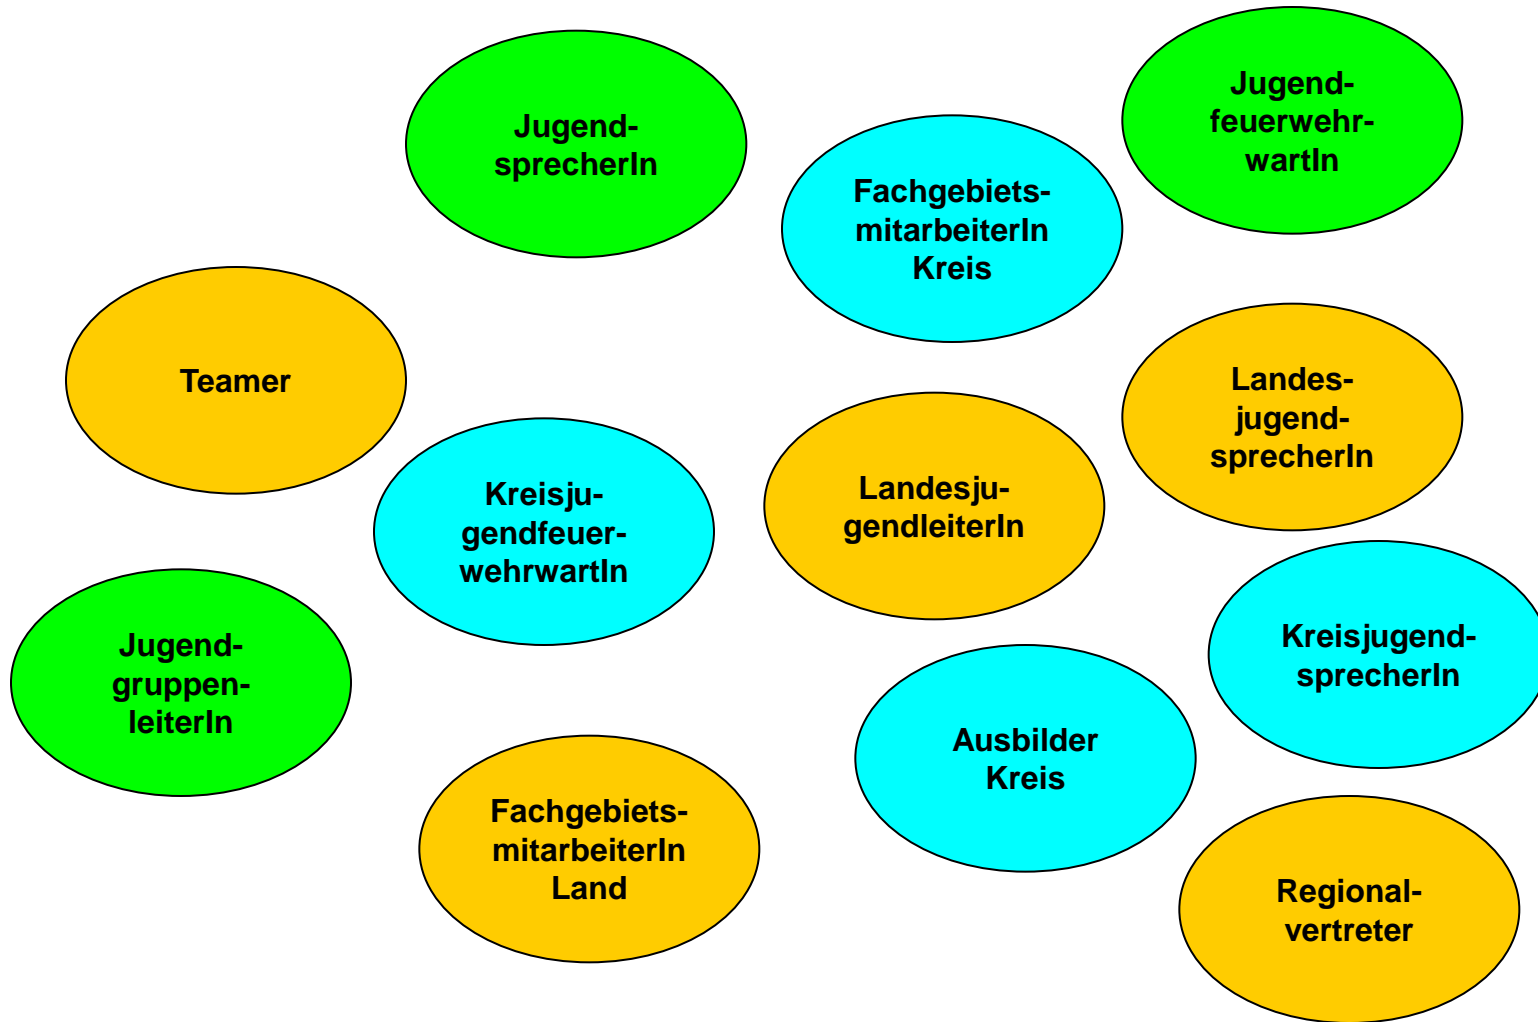 Jugend-
sprecherIn
Jugend-
feuerwehr-
wartIn
Fachgebiets-
mitarbeiterIn
Kreis
Teamer
Landes-
jugend-
sprecherIn
Kreisju-
gendfeuer-
wehrwartIn
Landesju-
gendleiterIn
Jugend-
gruppen-
leiterIn
Kreisjugend-
sprecherIn
Ausbilder
Kreis
Fachgebiets-
mitarbeiterIn
Land
Regional-
vertreter